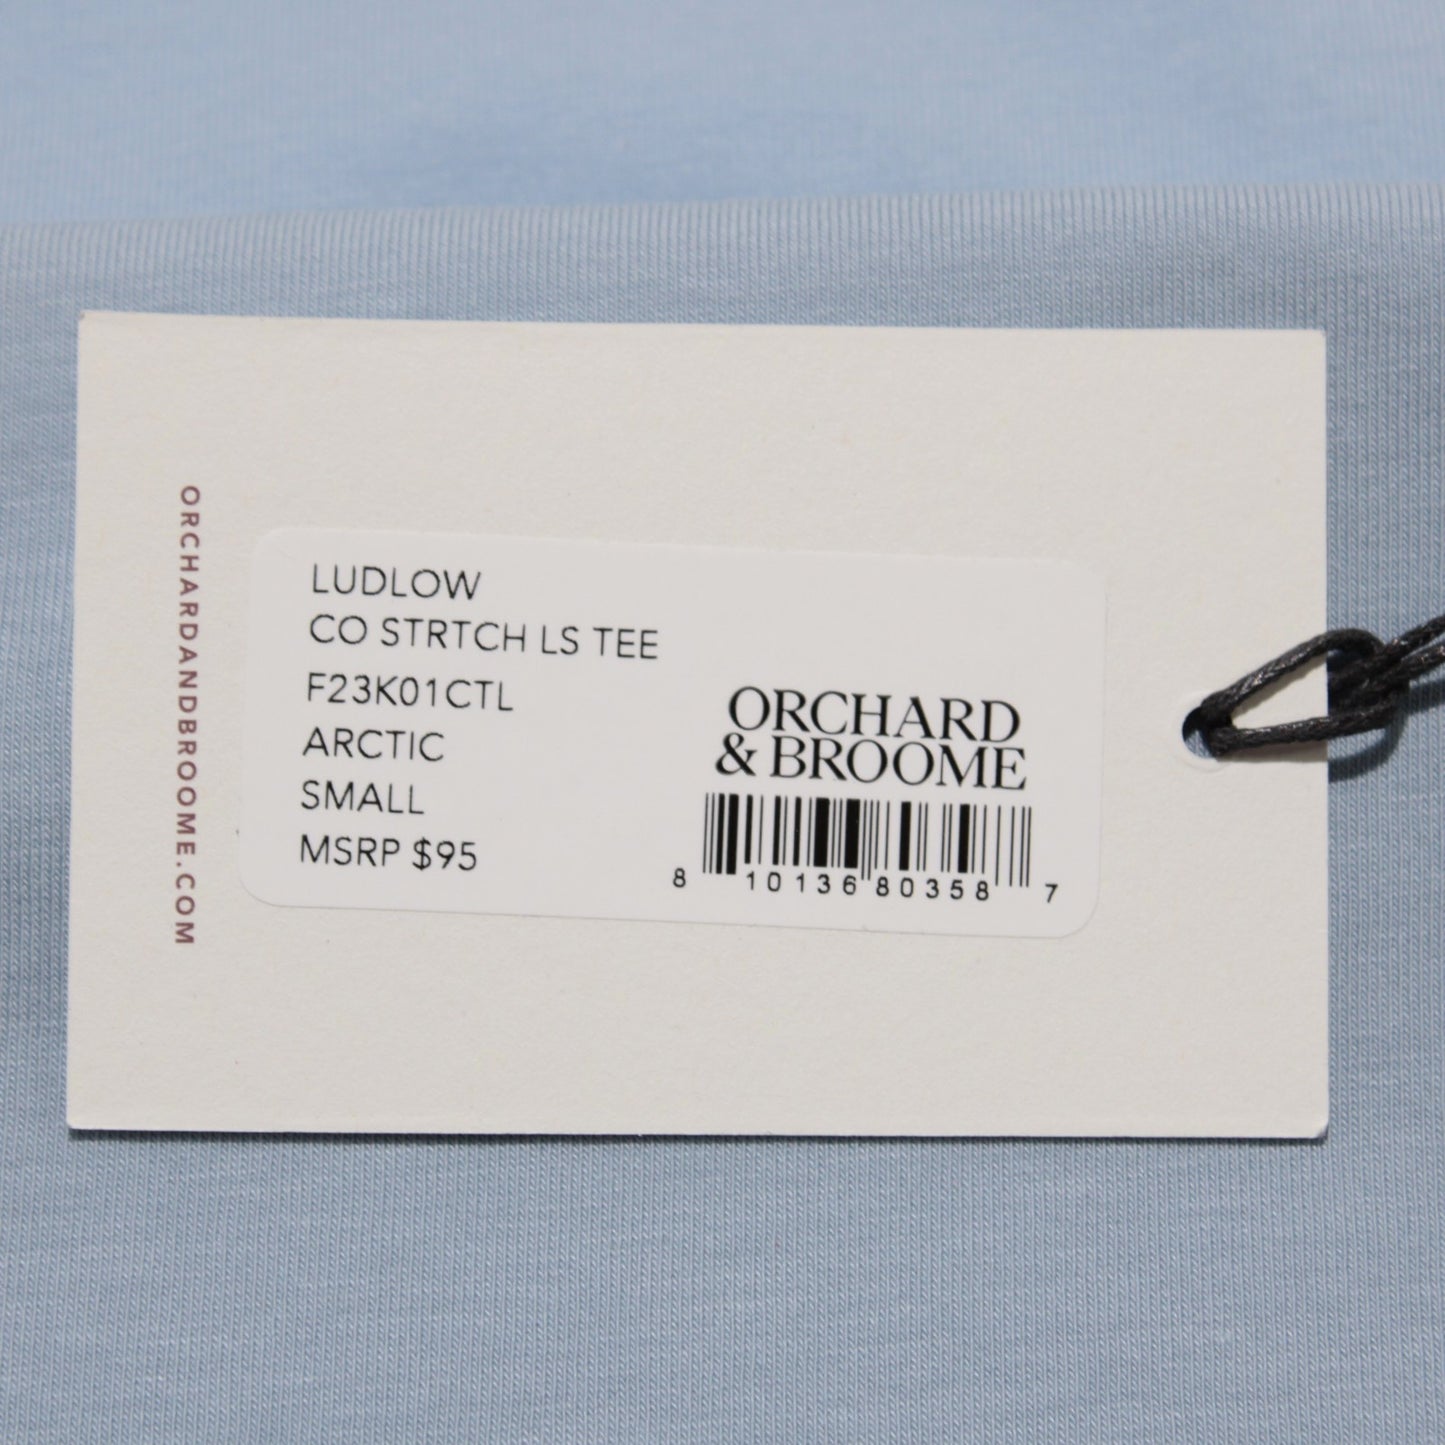 ORCHARDANDBROOME.COM
LUDLOW
CO STRTCH LS TEE
F23K01CTL
ARCTIC
SMALL
MSRP $95
ORCHARD
& BROOME
8 10136 80358 7